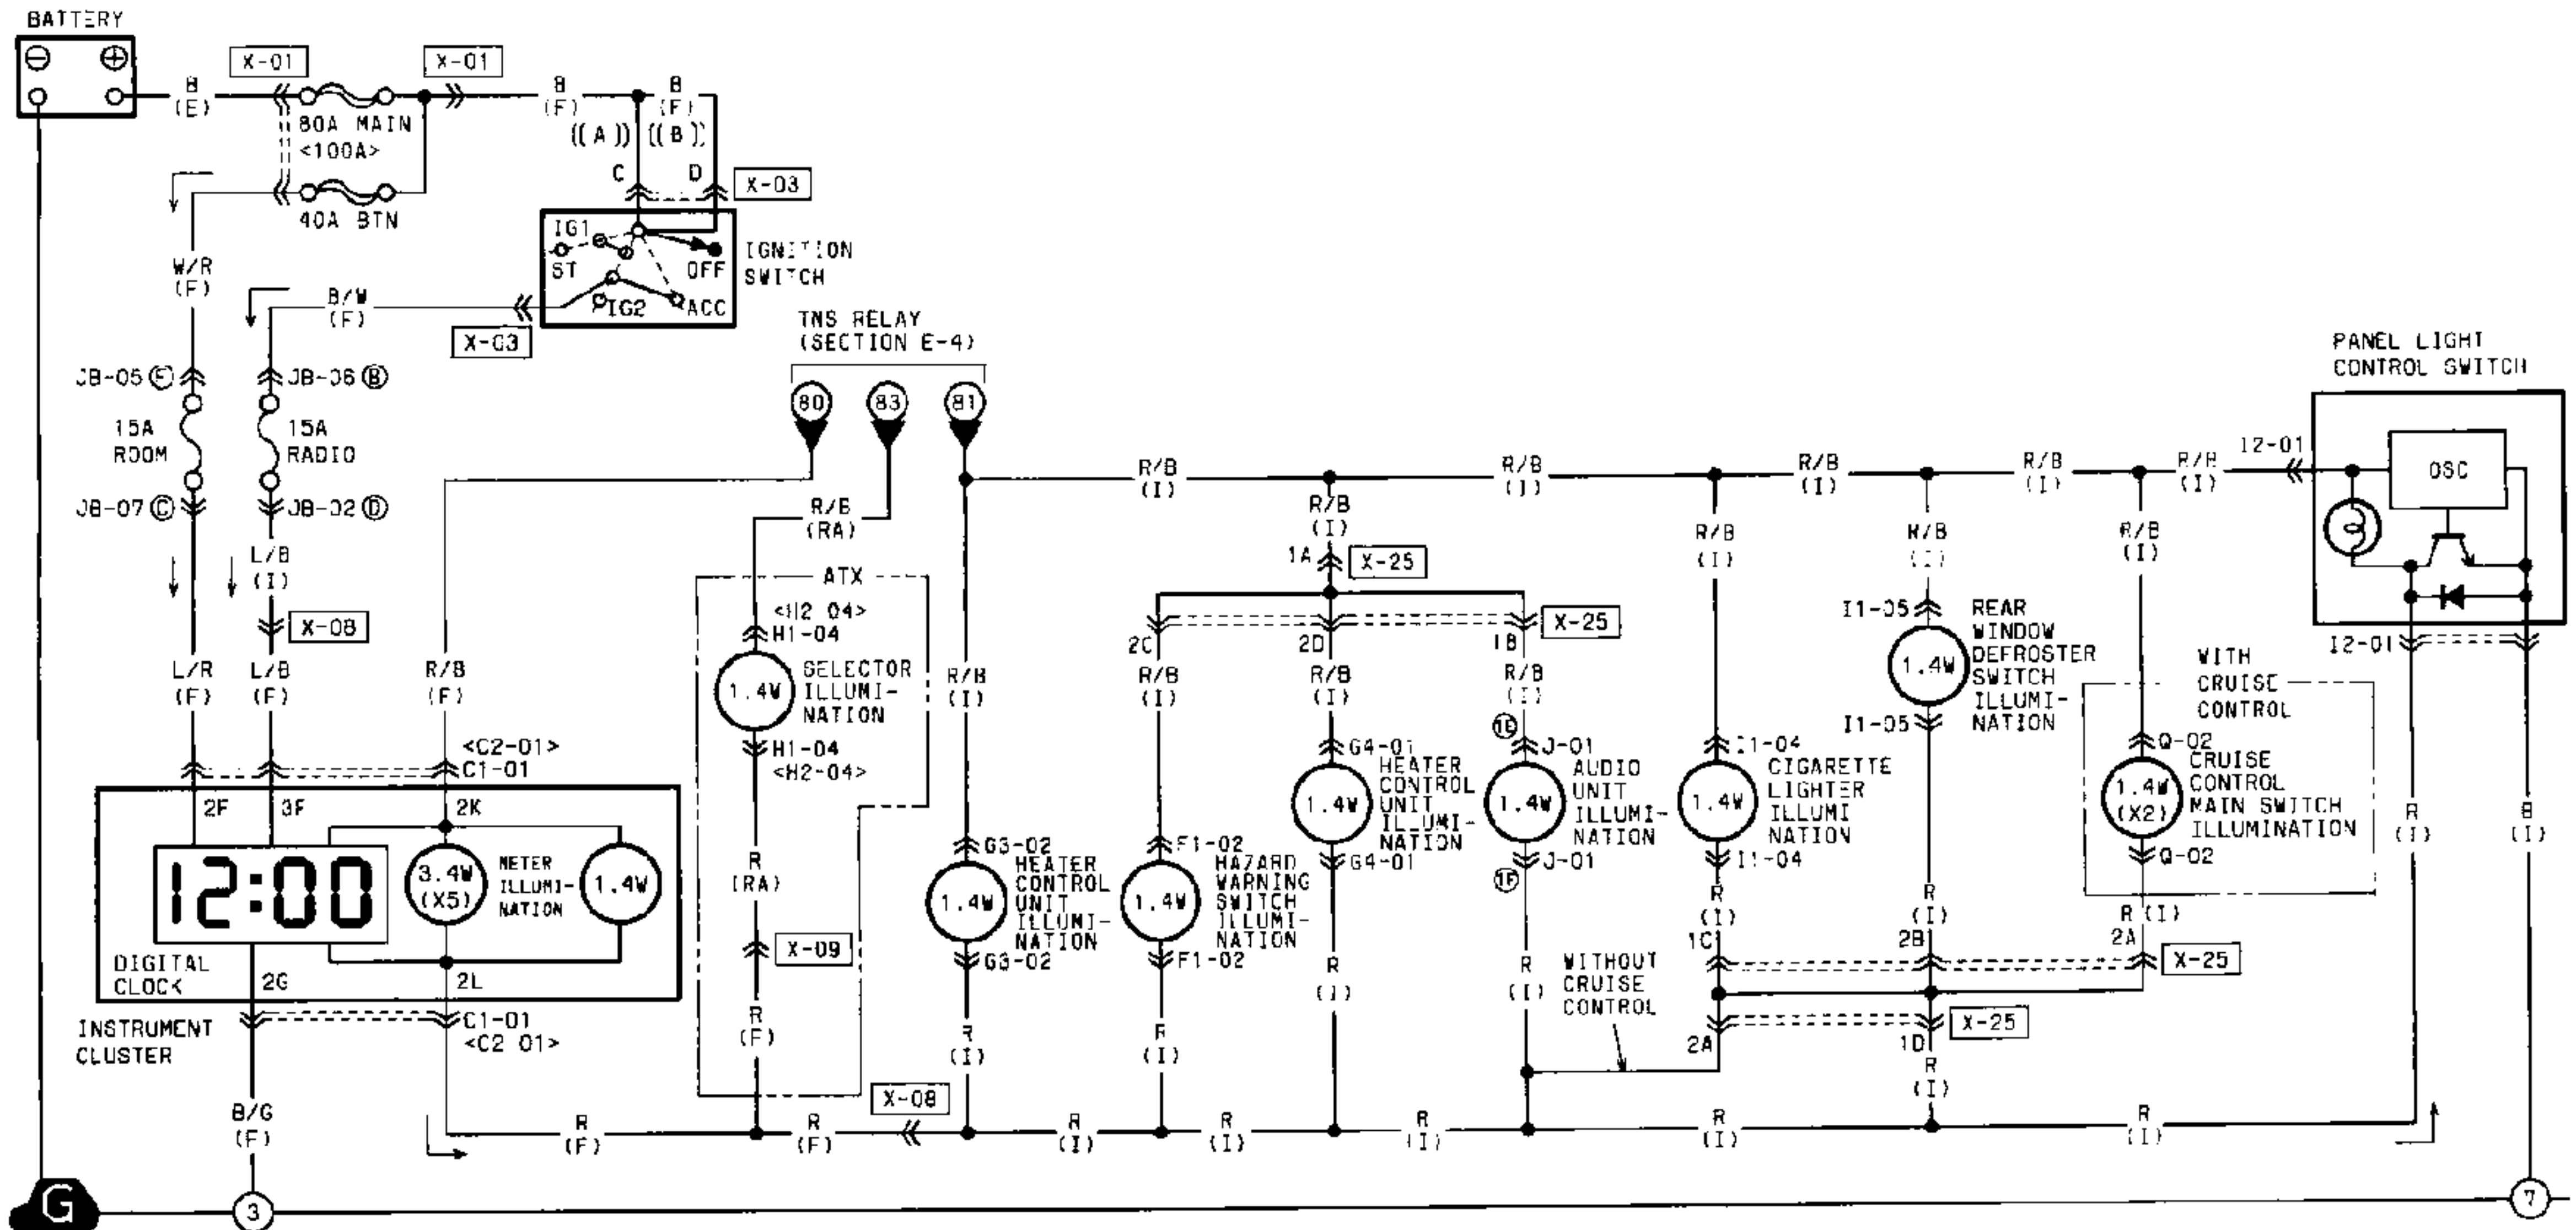 BATTERY
X-01
X-01
B
(E)
80A MAIN
<100A>
40A BTN
B
(F)
((A))
B
(F)
((B))
C
D
X-03
IG1
ST
OFF
IG2
ACC
IGNITION
SWITCH
W/R
(F)
B/W
(F)
X-03
TNS RELAY
(SECTION E-4)
80
83
81
JB-05 E
JB-06 B
15A
ROOM
15A
RADIO
JB-07 C
JB-02 D
L/B
(I)
X-08
L/R
(F)
L/B
(F)
R/B
(F)
R/B
(RA)
ATX
<H2 04>
H1-04
1.4W
SELECTOR
ILLUMI-
NATION
H1-04
<H2-04>
R
(RA)
X-09
R
(F)
<C2-01>
C1-01
2F
3F
2K
12:00
3.4W
(X5)
METER
ILLUMI-
NATION
1.4W
DIGITAL
CLOCK
2G
2L
INSTRUMENT
CLUSTER
C1-01
<C2 01>
B/G
(F)
R
(F)
R
(F)
X-08
R/B
(I)
G3-02
1.4W
HEATER
CONTROL
UNIT
ILLUMI-
NATION
G3-02
R
(I)
R/B
(I)
R/B
(I)
R/B
(I)
R/B
(I)
R/B
(I)
R/B
(I)
1A
X-25
X-25
2C
2D
1B
R/B
(I)
R/B
(I)
R/B
(I)
F1-02
1.4W
HAZARD
WARNING
SWITCH
ILLUMI-
NATION
F1-02
R
(I)
G4-01
1.4W
HEATER
CONTROL
UNIT
ILLUMI-
NATION
G4-01
R
(I)
1E
J-01
1.4W
AUDIO
UNIT
ILLUMI-
NATION
J-01
1F
R
(I)
WITHOUT
CRUISE
CONTROL
R/B
(I)
I1-04
1.4W
CIGARETTE
LIGHTER
ILLUMI
NATION
I1-04
R
(I)
1C
R/B
(I)
I1-05
1.4W
REAR
WINDOW
DEFROSTER
SWITCH
ILLUMI-
NATION
I1-05
R
(I)
2B
R/B
(I)
WITH
CRUISE
CONTROL
Q-02
1.4W
(X2)
CRUISE
CONTROL
MAIN SWITCH
ILLUMINATION
Q-02
R (I)
2A
X-25
X-25
2A
1D
R
(I)
PANEL LIGHT
CONTROL SWITCH
I2-01
OSC
I2-01
R
(I)
B
(I)
R
(I)
R
(I)
R
(I)
R
(I)
R
(I)
G
3
7